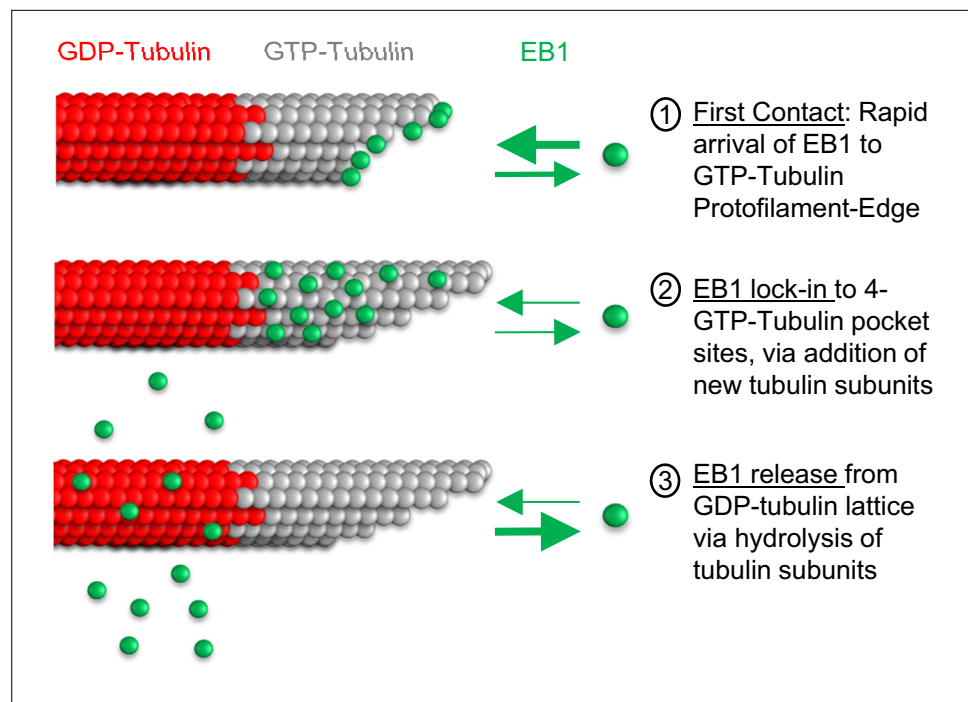 GDP-Tubulin GTP-Tubulin EB1
1 First Contact: Rapid
arrival of EB1 to
GTP-Tubulin
Protofilament-Edge
2 EB1 lock-in to 4-
GTP-Tubulin pocket
sites, via addition of
new tubulin subunits
3 EB1 release from
GDP-tubulin lattice
via hydrolysis of
tubulin subunits